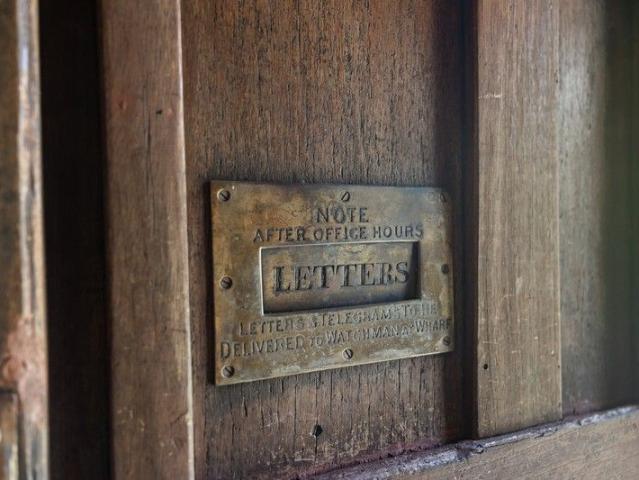 NOTE
AFTER OFFICE HOURS
LETTERS
LETTERS & TELEGRAMS TO BE
DELIVERED TO WATCHMAN AT WHARF